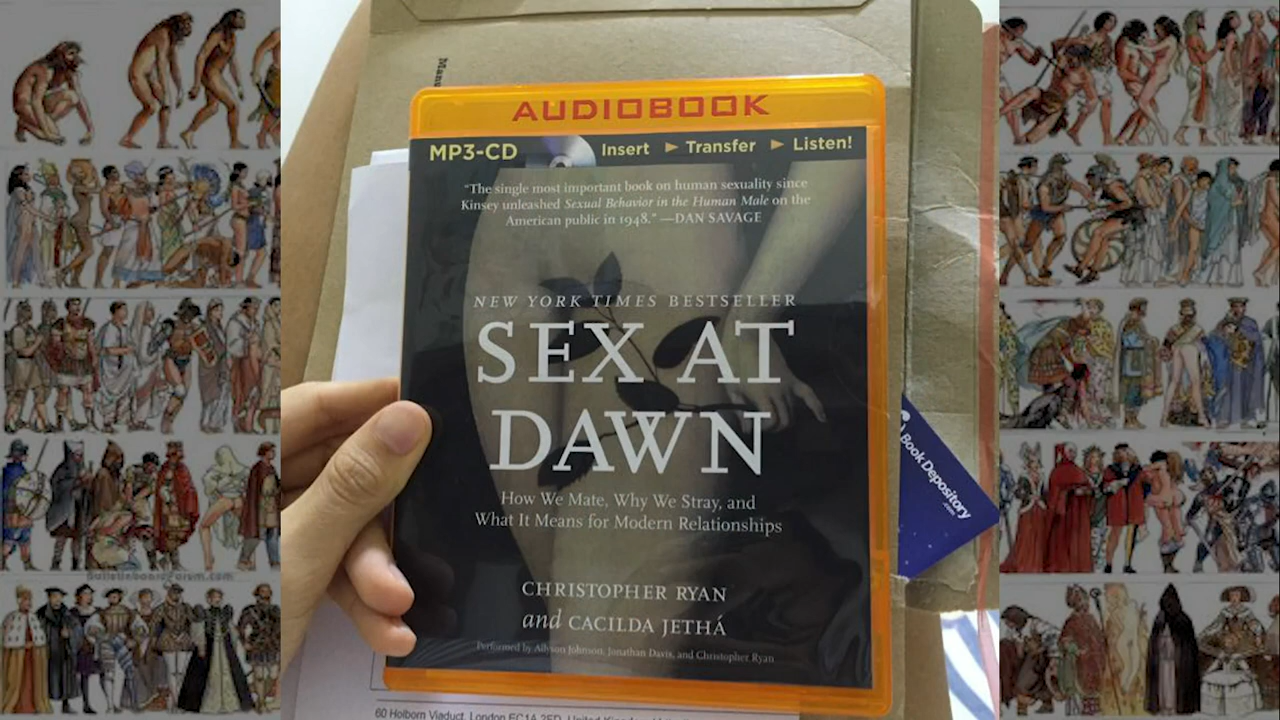 Mans
AUDIOBOOK
MP3-CD Insert Transfer Listen!
"The single most important book on human sexuality since
Kinsey unleashed Sexual Behavior in the Human Male on the
American public in 1948." —DAN SAVAGE
NEW YORK TIMES BESTSELLER
SEX AT
DAWN
How We Mate, Why We Stray, and
What It Means for Modern Relationships
CHRISTOPHER RYAN
and CACILDA JETHÁ
Performed by Allyson Johnson, Jonathan Davis, and Christopher Ryan
Book Depository
.com
60 Holborn Viaduct, London EC1A 2FD, United